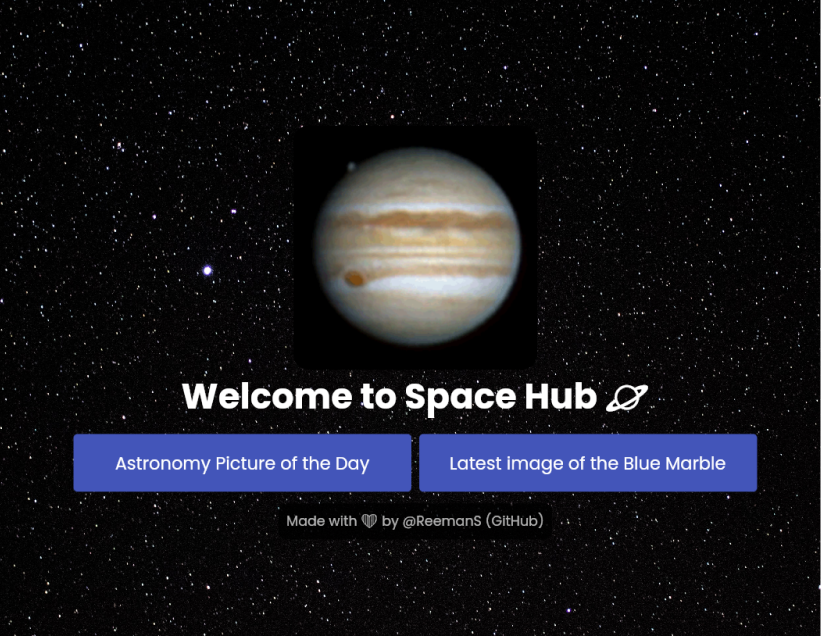 Welcome to Space Hub 🪐
Astronomy Picture of the Day
Latest image of the Blue Marble
Made with 🤍 by @ReemanS (GitHub)